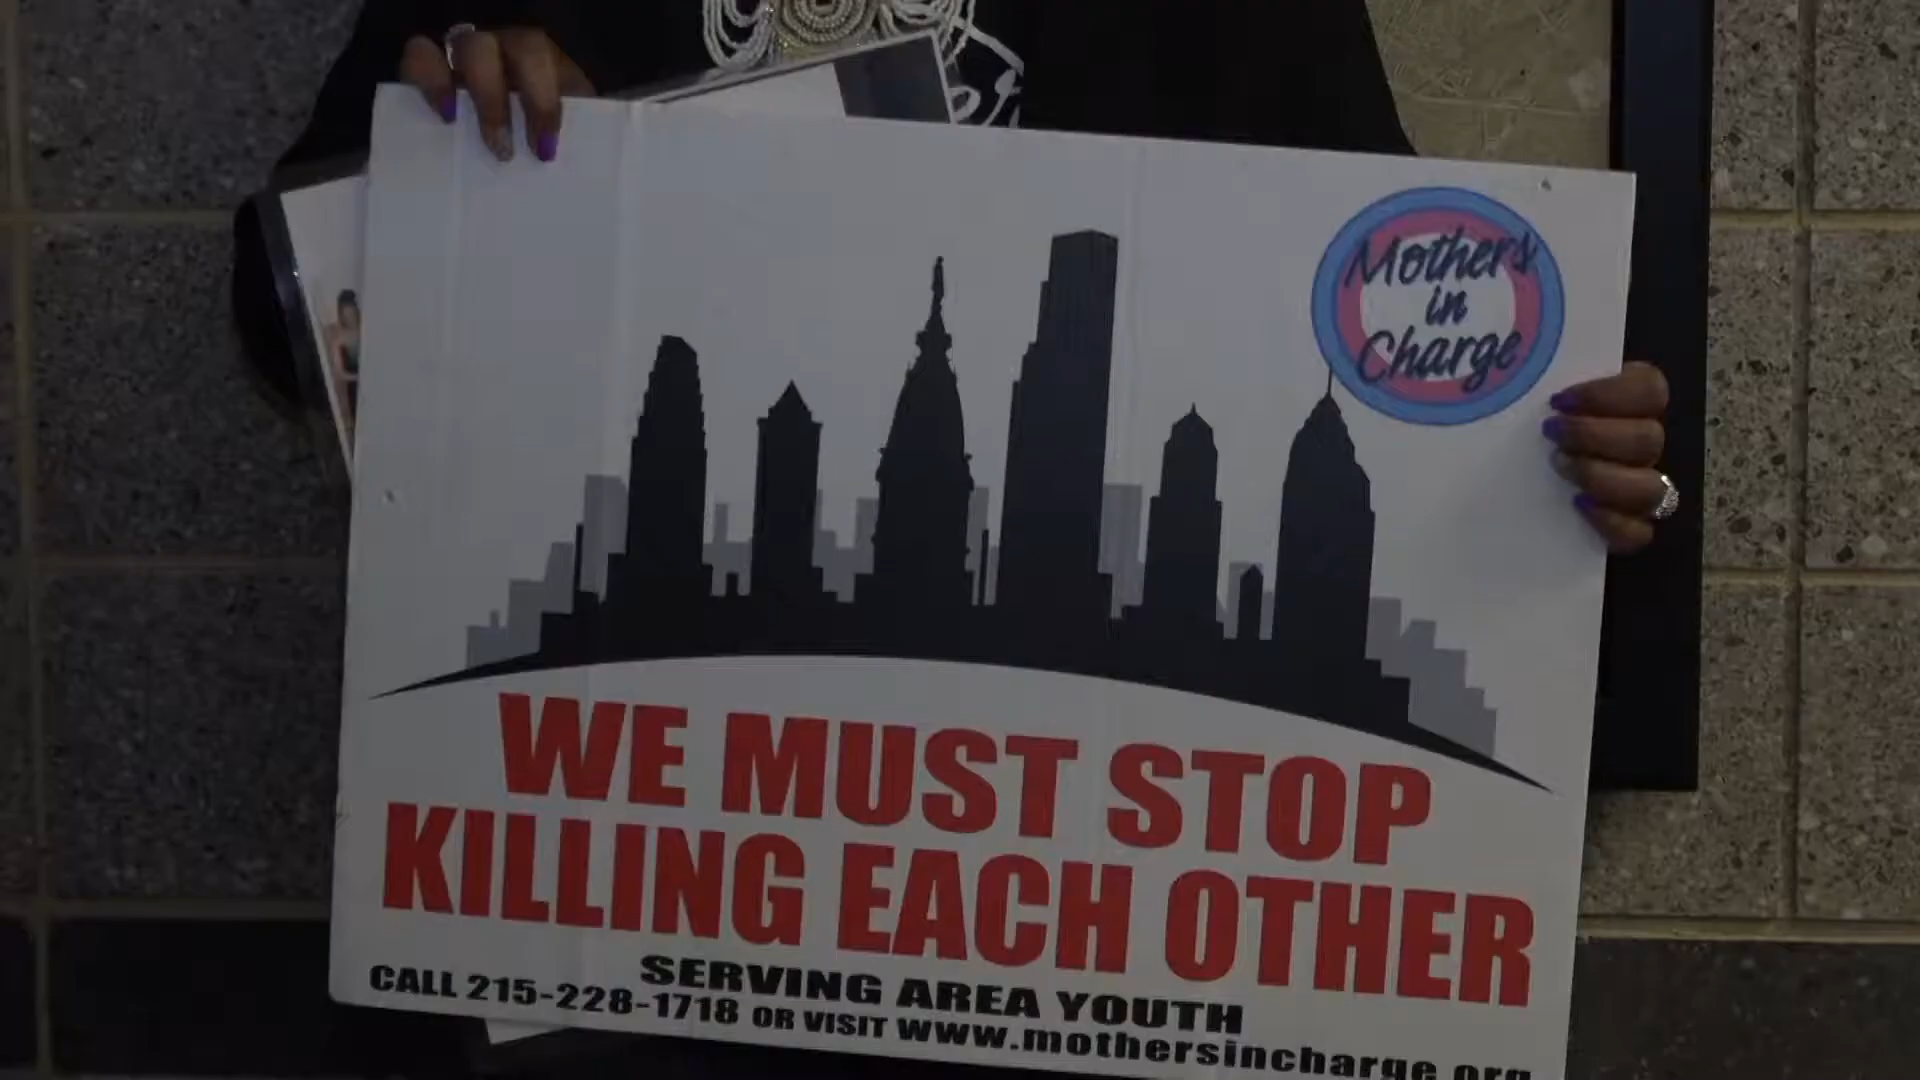 Mothers
in
Charge
WE MUST STOP
KILLING EACH OTHER
SERVING AREA YOUTH
CALL 215-228-1718 OR VISIT www.mothersincharge.org